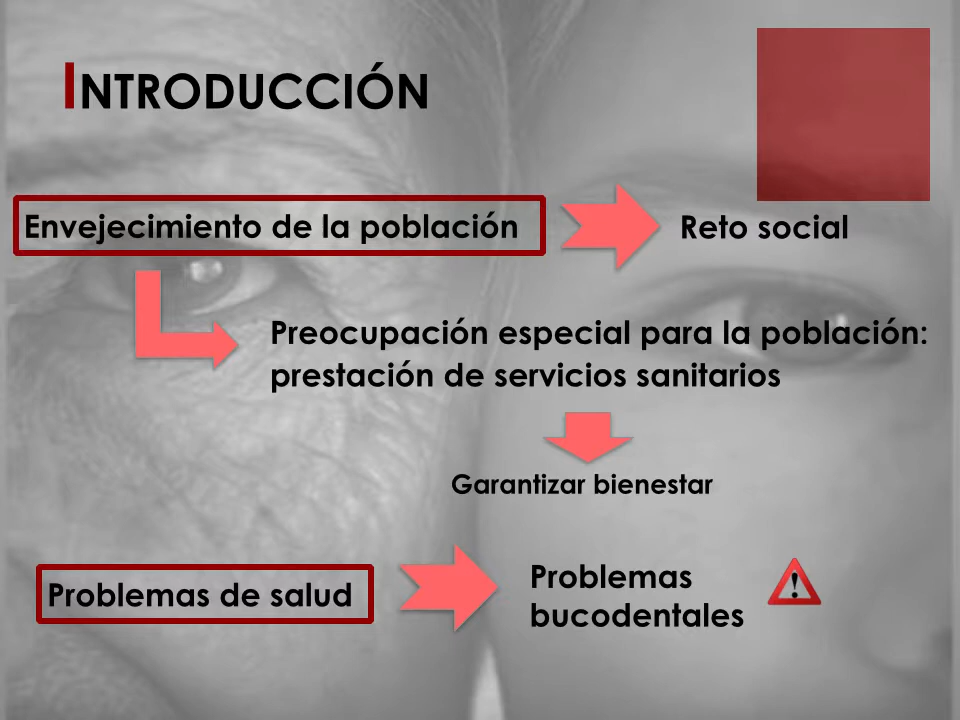 INTRODUCCIÓN
Envejecimiento de la población
Reto social
Preocupación especial para la población:
prestación de servicios sanitarios
Garantizar bienestar
Problemas de salud
Problemas
bucodentales
!